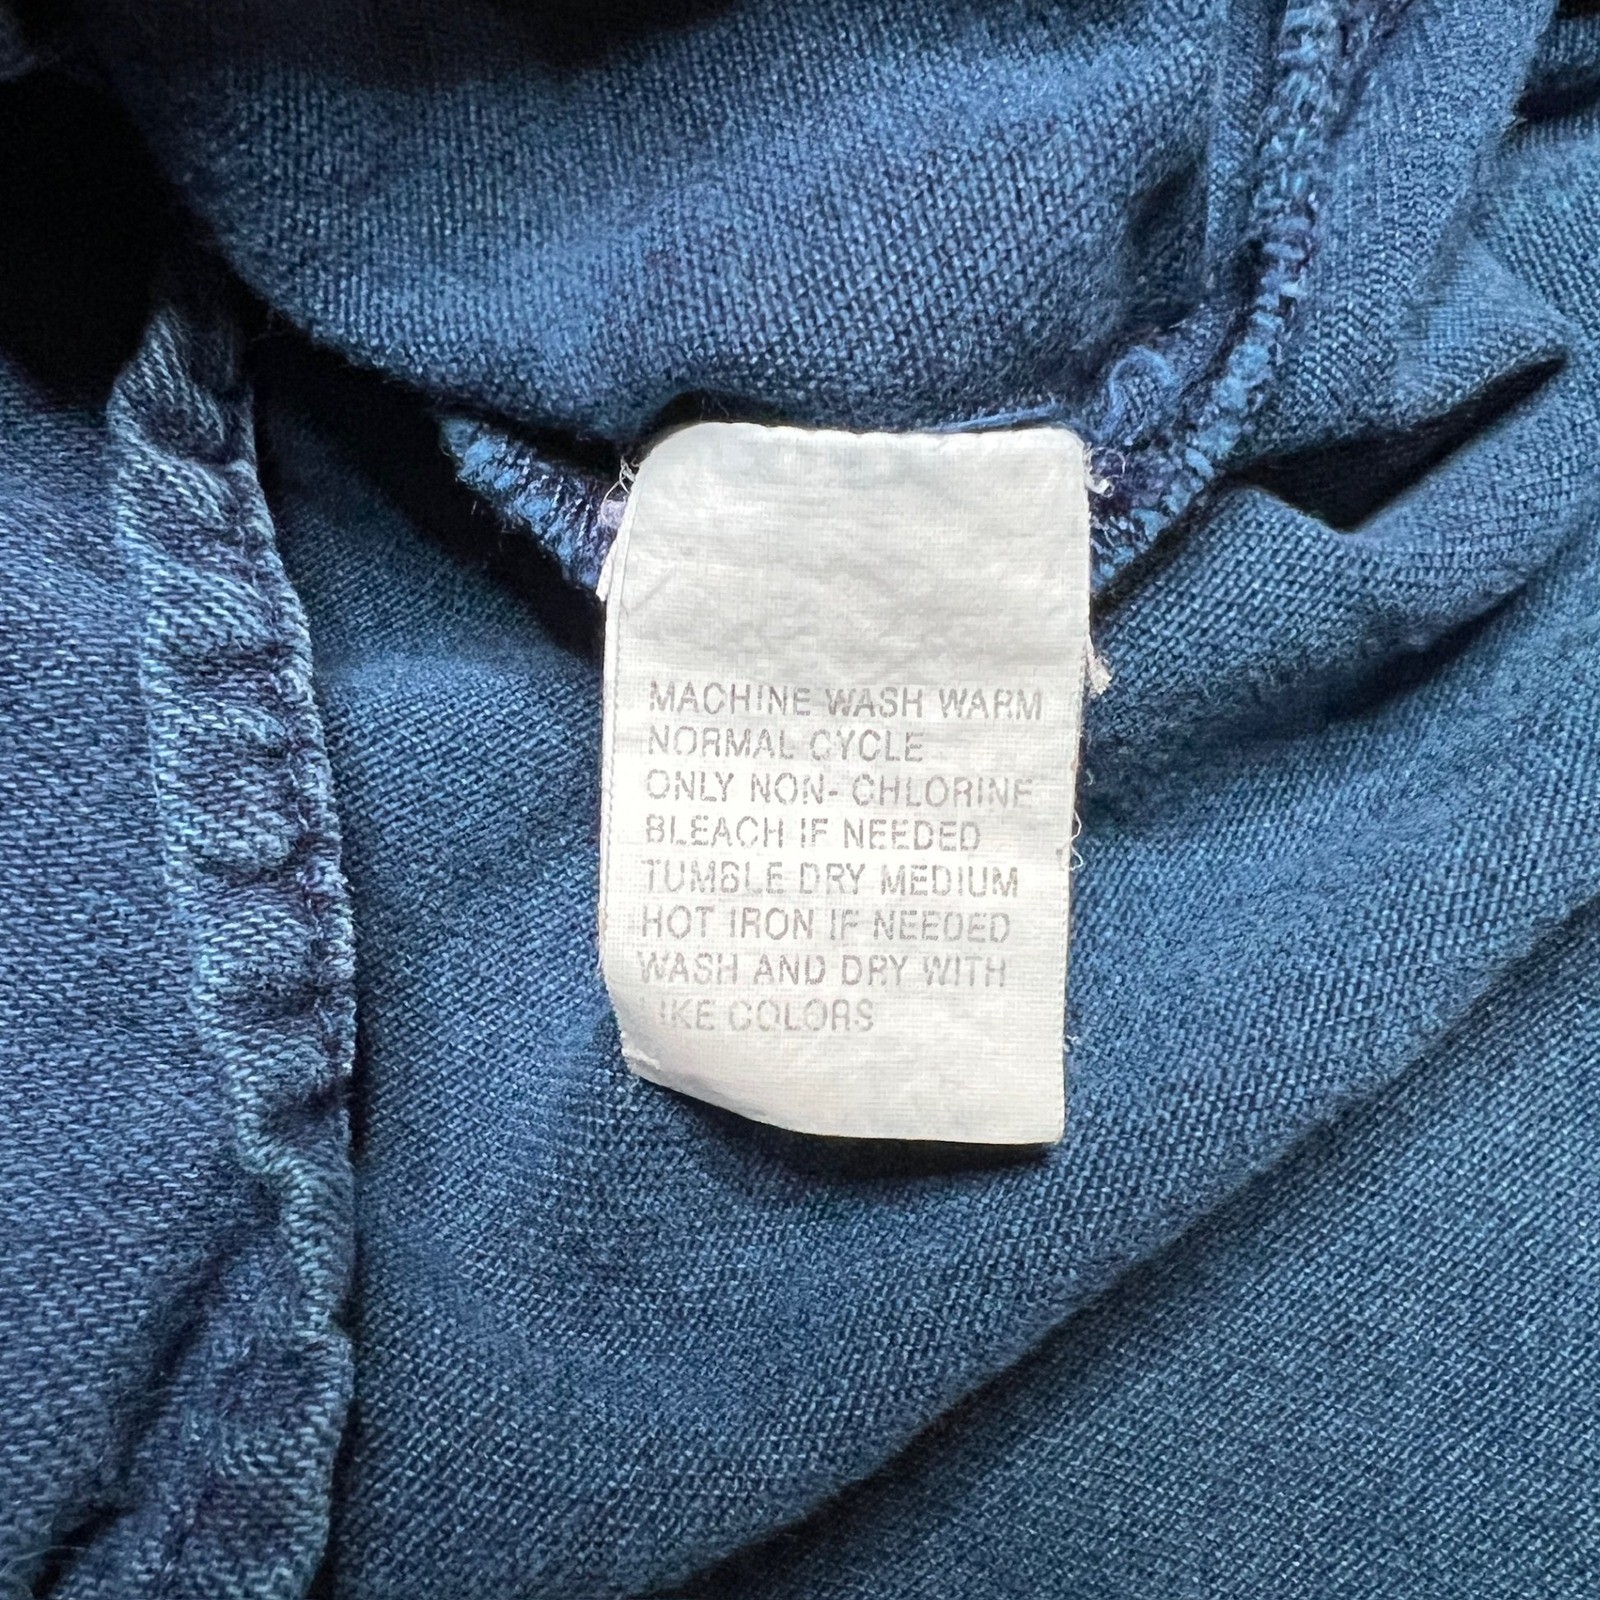 MACHINE WASH WARM
NORMAL CYCLE
ONLY NON- CHLORINE
BLEACH IF NEEDED
TUMBLE DRY MEDIUM
HOT IRON IF NEEDED
WASH AND DRY WITH
LIKE COLORS